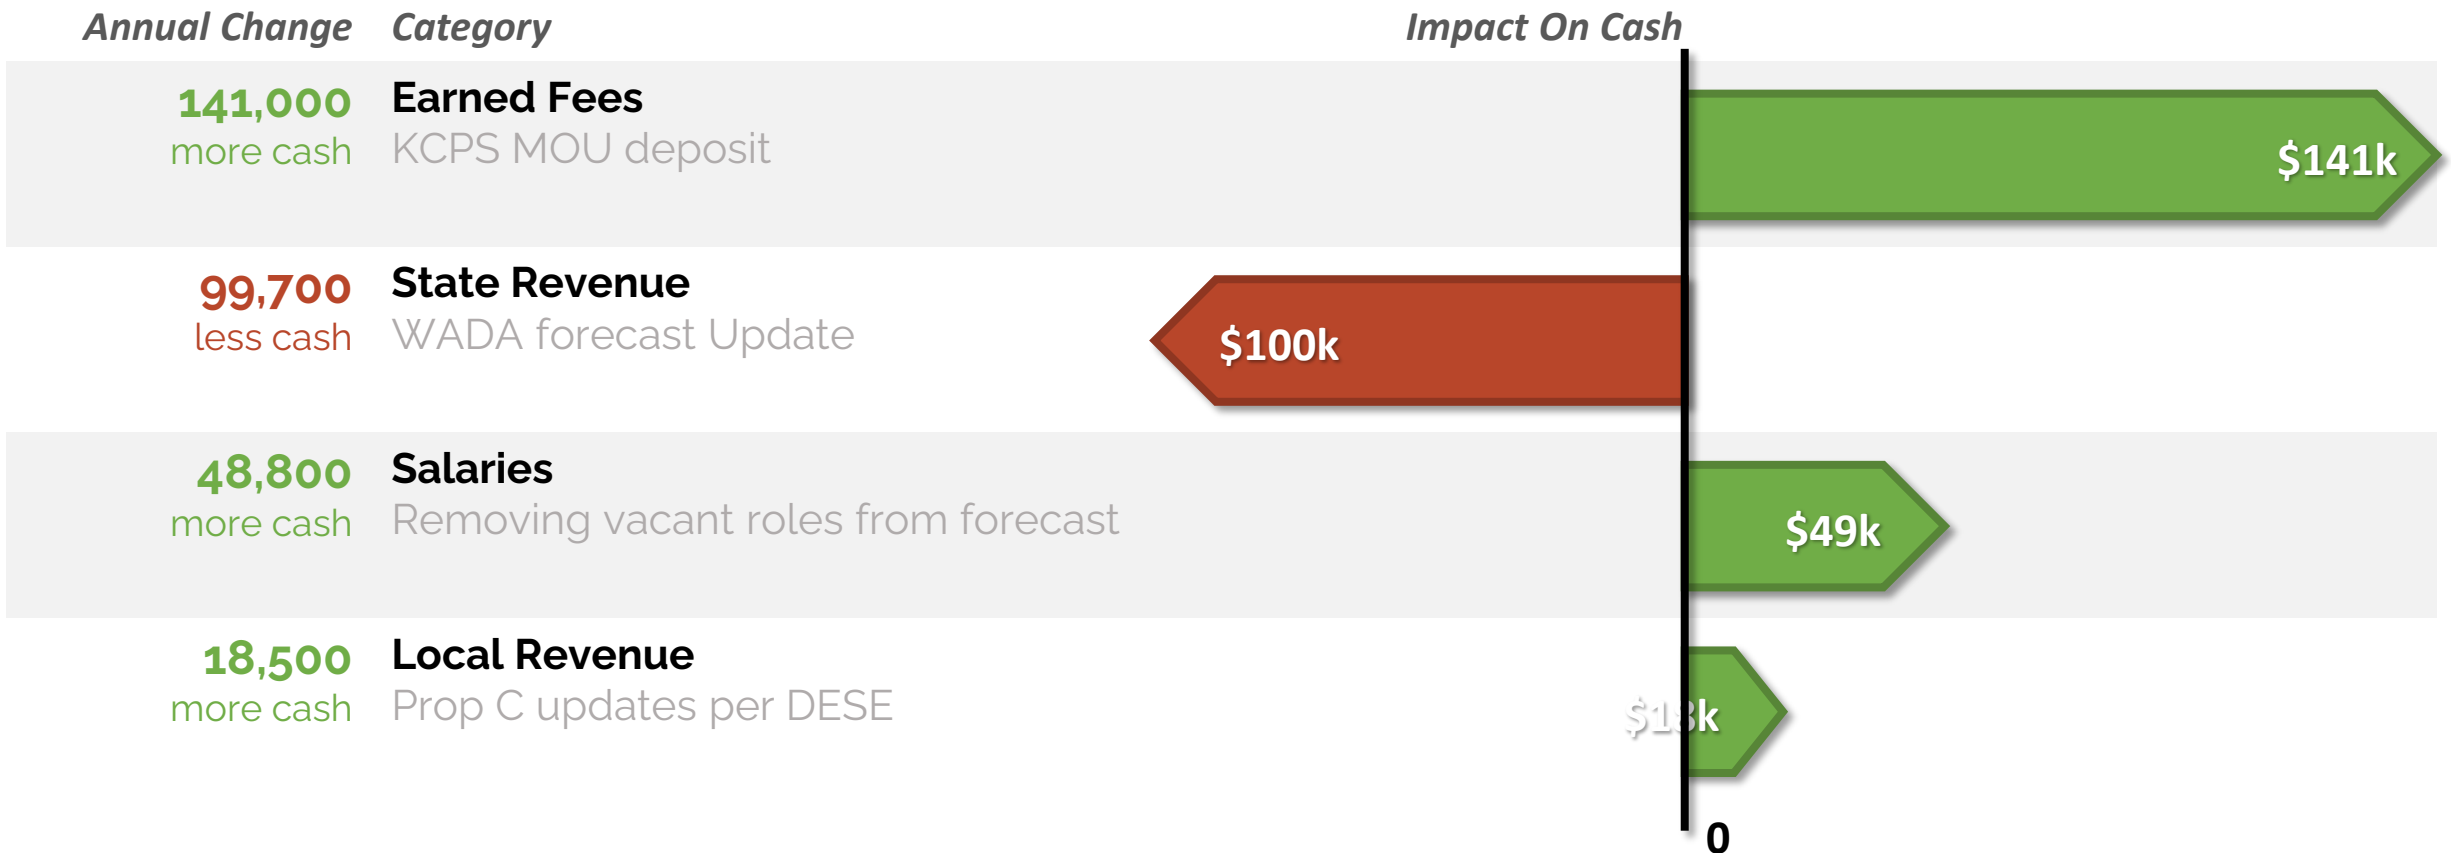 Annual Change Category Impact On Cash
141,000 Earned Fees
more cash KCPS MOU deposit
$141k
99,700 State Revenue
less cash WADA forecast Update
$100k
48,800 Salaries
more cash Removing vacant roles from forecast
$49k
18,500 Local Revenue
more cash Prop C updates per DESE
0